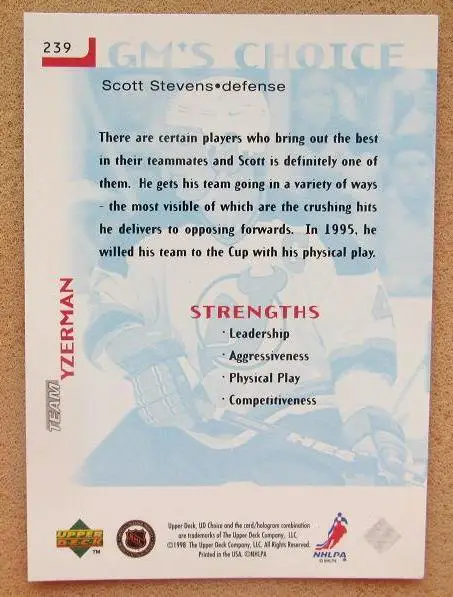 239
GM'S CHOICE
Scott Stevens•defense
There are certain players who bring out the best
in their teammates and Scott is definitely one of
them. He gets his team going in a variety of ways
- the most visible of which are the crushing hits
he delivers to opposing forwards. In 1995, he
willed his team to the Cup with his physical play.
TEAM
YZERMAN
STRENGTHS
· Leadership
· Aggressiveness
· Physical Play
· Competitiveness
UPPER
DECK
TM
Upper Deck, UD Choice and the card/hologram combination
are trademarks of The Upper Deck Company, LLC.
©1998 The Upper Deck Company, LLC. All Rights Reserved.
Printed in the USA. ©NHLPA
NHLPA
© NHLPA